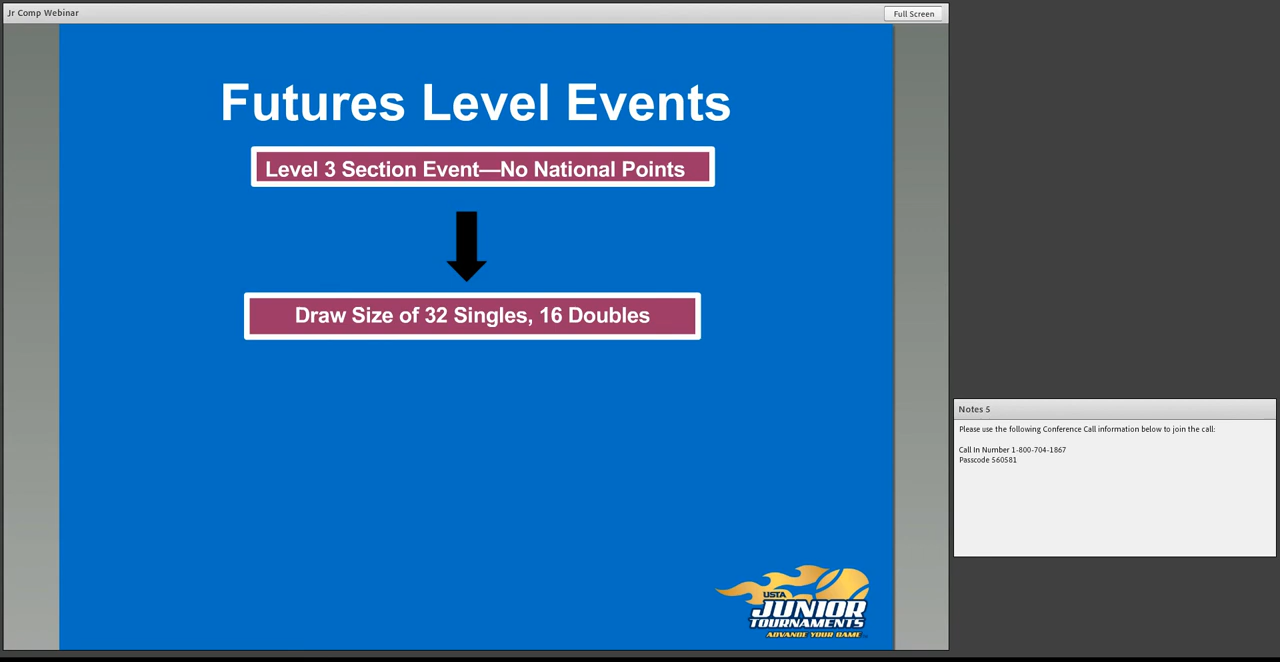 Jr Comp Webinar
Full Screen
Futures Level Events
Level 3 Section Event—No National Points
Draw Size of 32 Singles, 16 Doubles
USTA
JUNIOR
TOURNAMENTS
ADVANCE YOUR GAME
Notes 5
Please use the following Conference Call information below to join the call:
Call In Number 1-800-704-1867
Passcode 560581